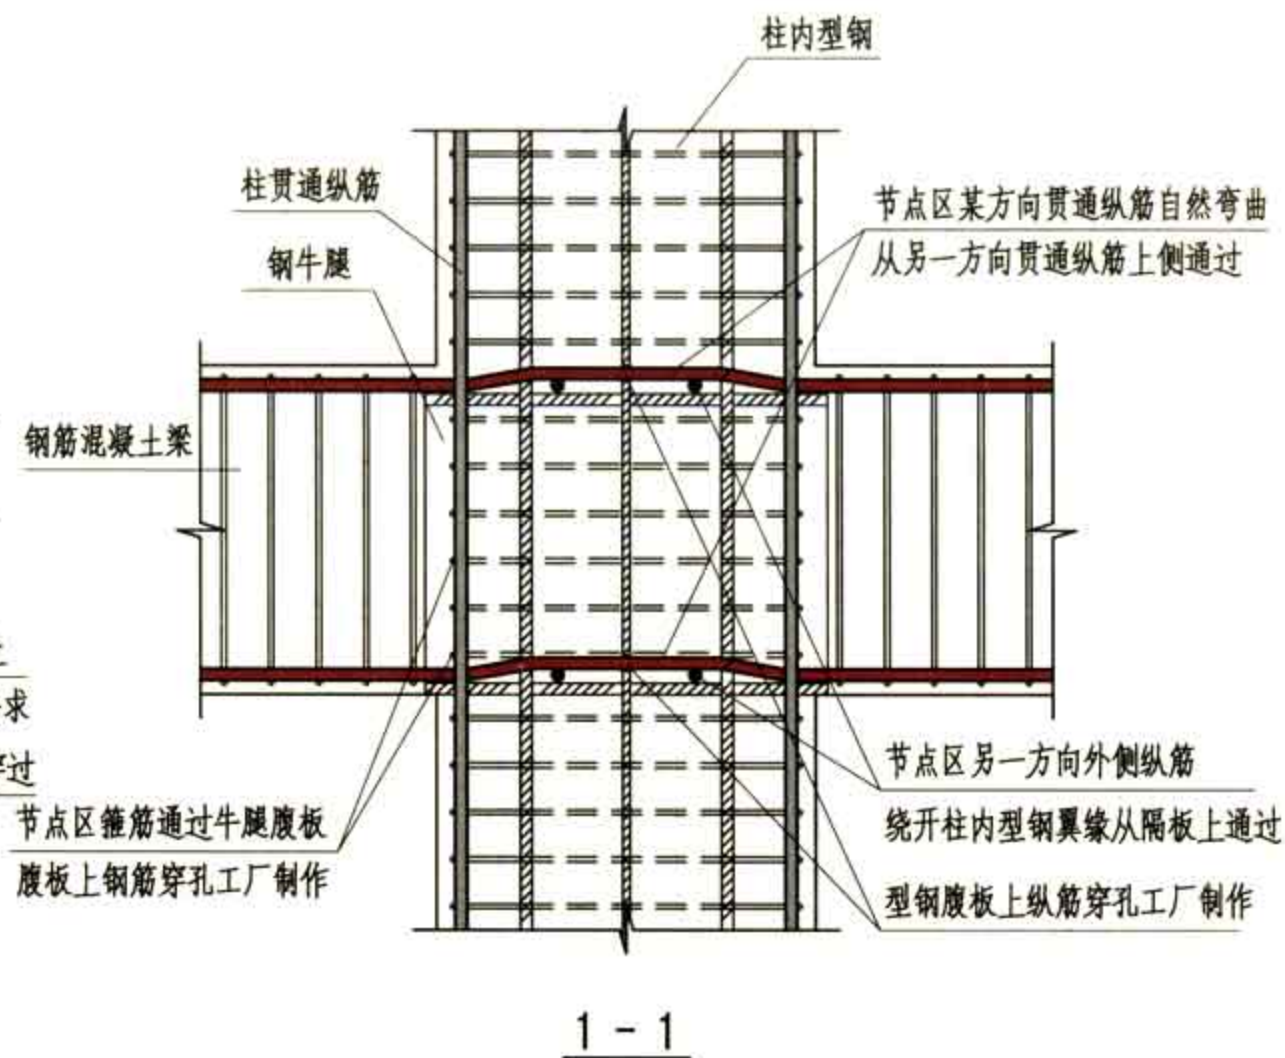 柱内型钢
柱贯通纵筋
节点区某方向贯通纵筋自然弯曲
从另一方向贯通纵筋上侧通过
钢牛腿
钢筋混凝土梁
求
过
节点区箍筋通过牛腿腹板
腹板上钢筋穿孔工厂制作
节点区另一方向外侧纵筋
绕开柱内型钢翼缘从隔板上通过
型钢腹板上纵筋穿孔工厂制作
1 - 1